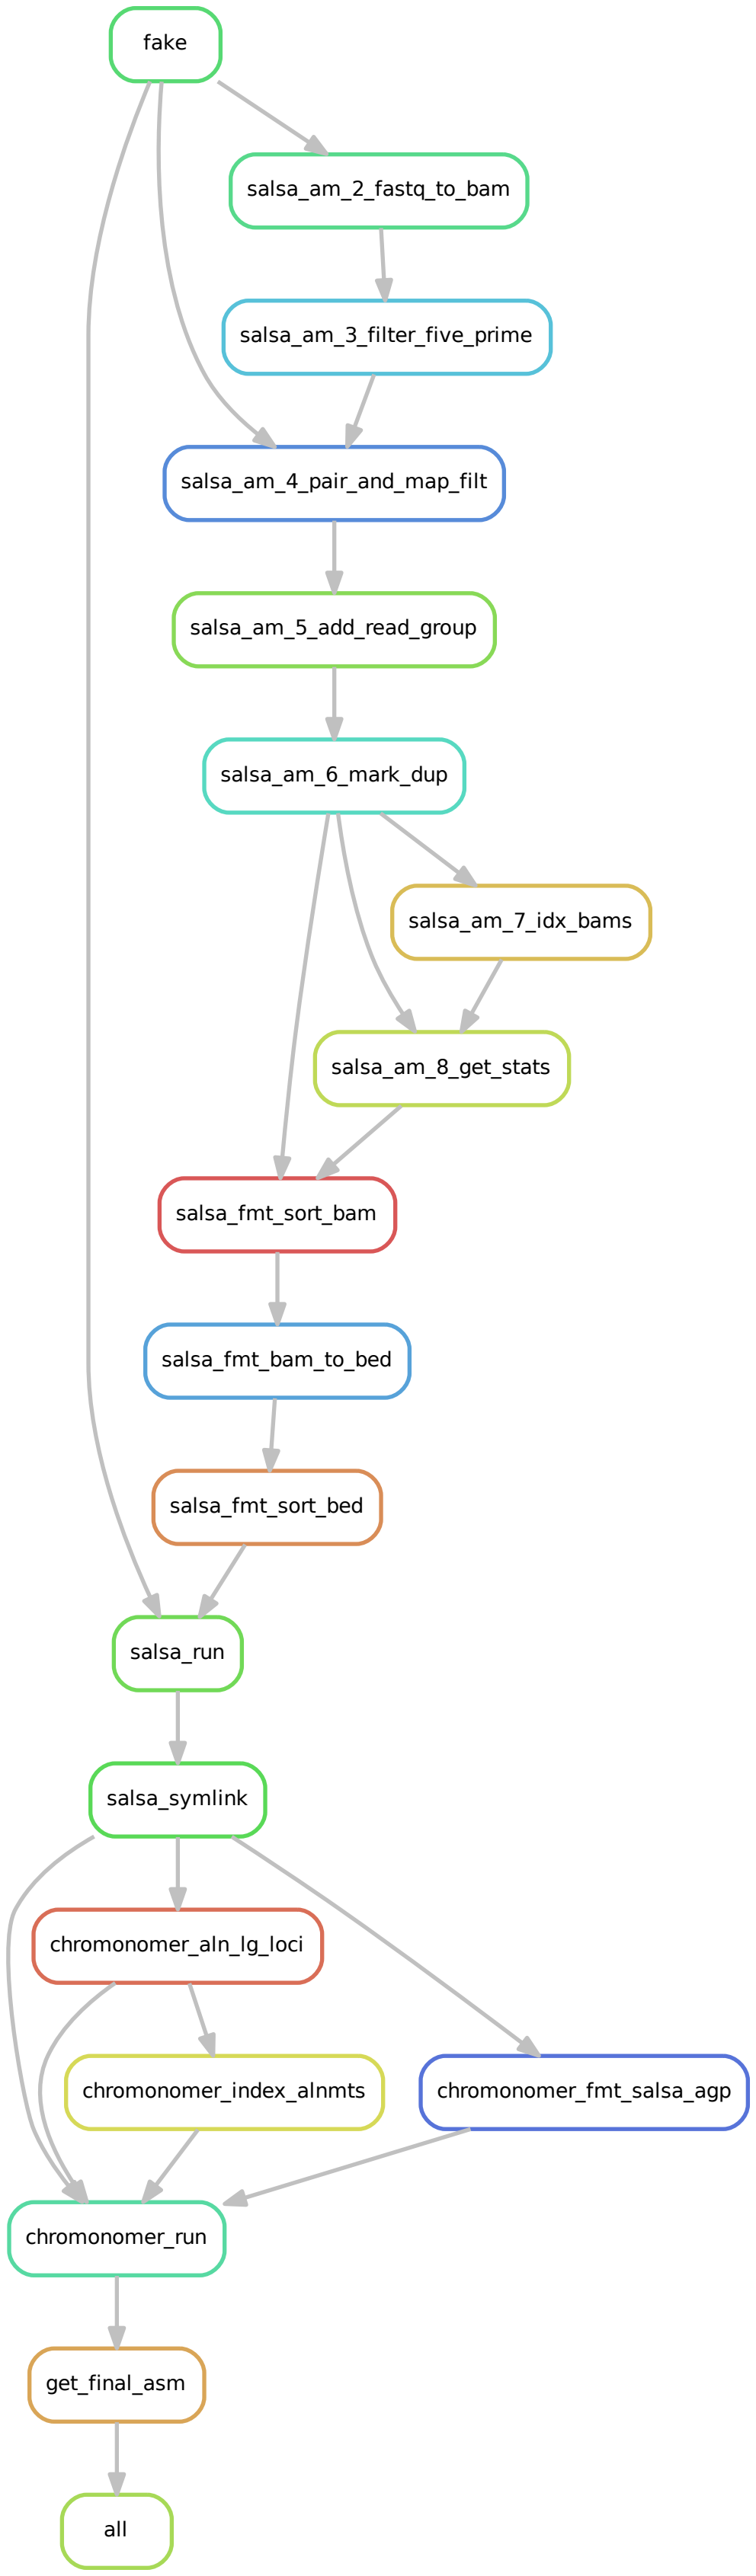 fake
salsa_am_2_fastq_to_bam
salsa_am_3_filter_five_prime
salsa_am_4_pair_and_map_filt
salsa_am_5_add_read_group
salsa_am_6_mark_dup
salsa_am_7_idx_bams
salsa_am_8_get_stats
salsa_fmt_sort_bam
salsa_fmt_bam_to_bed
salsa_fmt_sort_bed
salsa_run
salsa_symlink
chromonomer_aln_lg_loci
chromonomer_index_alnmts
chromonomer_fmt_salsa_agp
chromonomer_run
get_final_asm
all